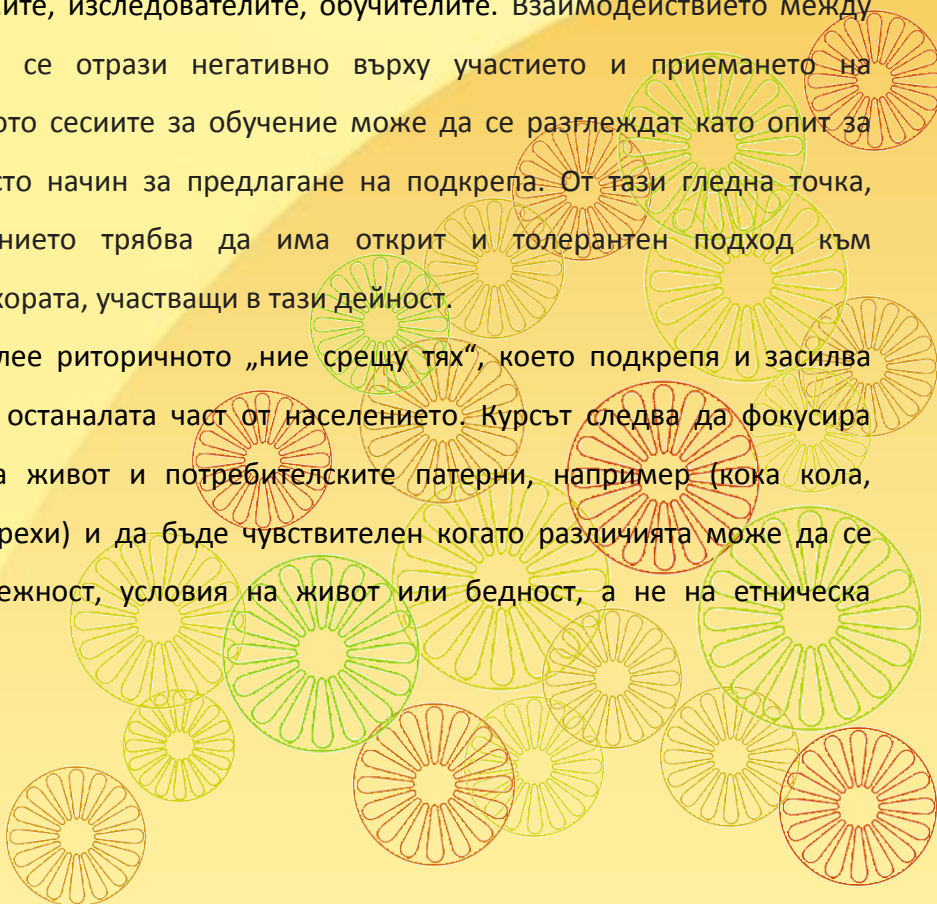 ите, изследователите, обучителите. Взаимодействието между
се отрази негативно върху участието и приемането на
ото сесиите за обучение може да се разглеждат като опит за
сто начин за предлагане на подкрепа. От тази гледна точка,
нието трябва да има открит и толерантен подход към
хората, участващи в тази дейност.
лее риторичното „ние срещу тях“, което подкрепя и засилва
останалата част от населението. Курсът следва да фокусира
а живот и потребителските патерни, например (кока кола,
рехи) и да бъде чувствителен когато различията може да се
ежност, условия на живот или бедност, а не на етническа